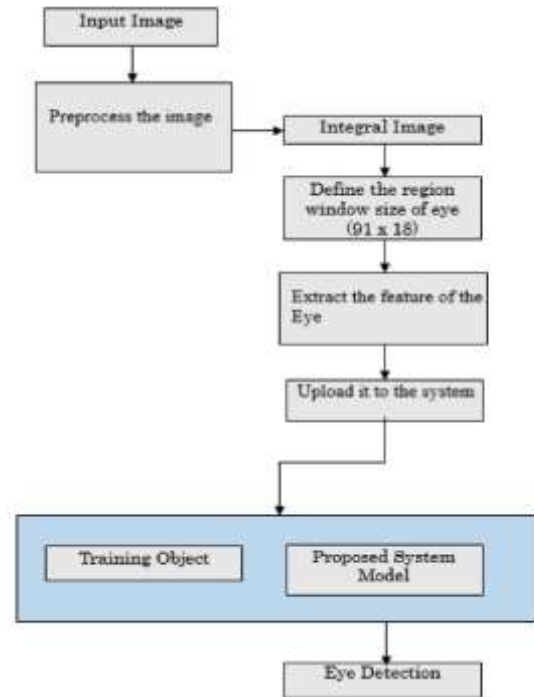 Input Image
Preprocess the image
Integral Image
Define the region
window size of eye
(91 x 18)
Extract the feature of the
Eye
Upload it to the system
Training Object
Proposed System
Model
Eye Detection